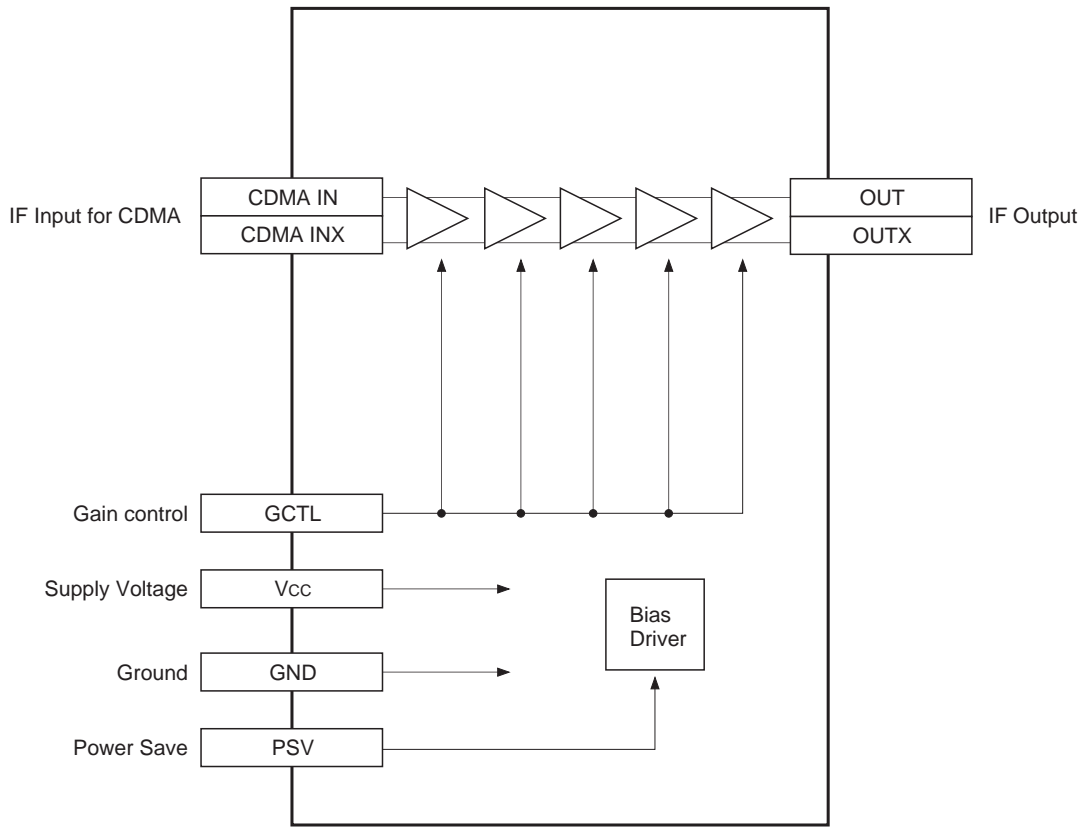 CDMA IN
IF Input for CDMA
CDMA INX
OUT
OUTX
IF Output
Gain control
GCTL
Supply Voltage
VCC
Bias
Driver
Ground
GND
Power Save
PSV